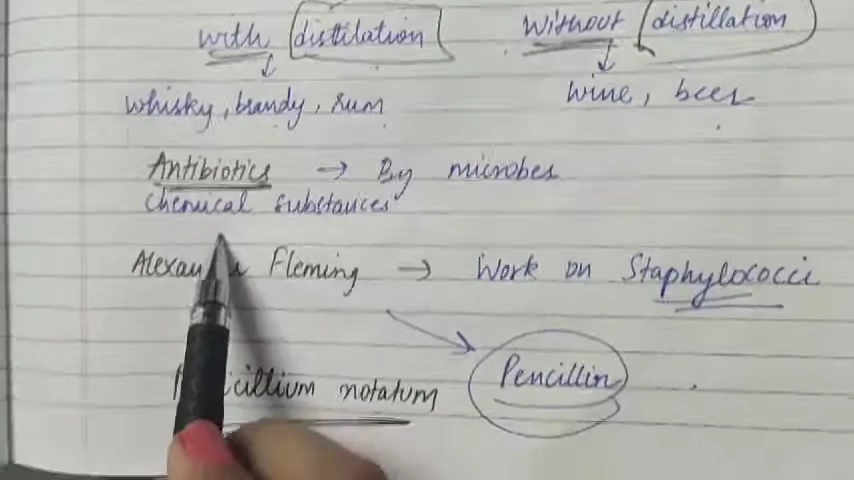 with distilation Without distillation
↓ ↓
Whisky, brandy, rum wine, beer
Antibiotics → By microbes
chemical substances
Fleming → Work on Staphylococci
notatum Pencillin